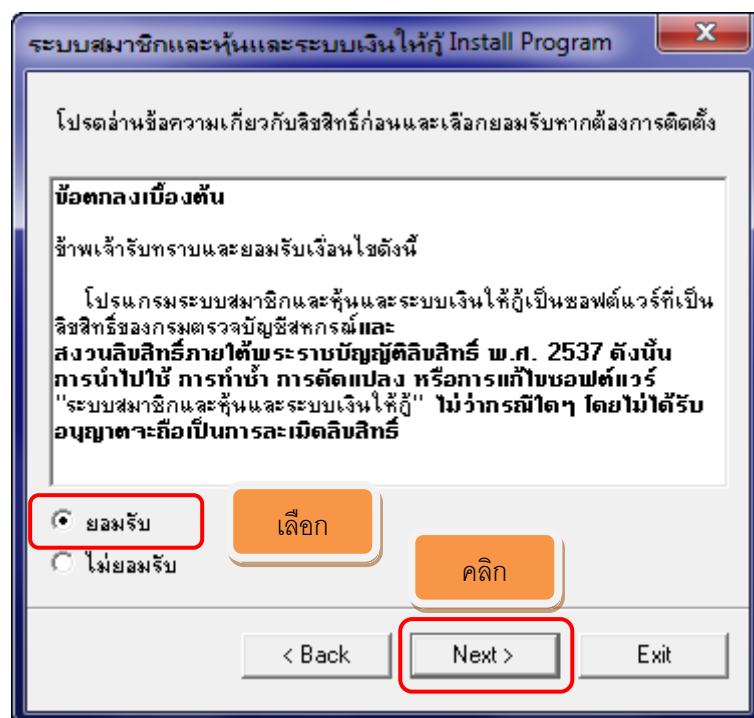 ระบบสมาชิกและหุ้นและระบบเงินให้กู้ Install Program
โปรดอ่านข้อความเกี่ยวกับลิขสิทธิ์ก่อนและเลือกยอมรับหากต้องการติดตั้ง
ข้อตกลงเบื้องต้น
ข้าพเจ้ารับทราบและยอมรับเงื่อนไขดังนี้
โปรแกรมระบบสมาชิกและหุ้นและระบบเงินให้กู้เป็นซอฟต์แวร์ที่เป็น
ลิขสิทธิ์ของกรมตรวจบัญชีสหกรณ์และ
สงวนลิขสิทธิ์ภายใต้พระราชบัญญัติลิขสิทธิ์ พ.ศ. 2537 ดังนั้น
การนำไปใช้ การทำซ้ำ การดัดแปลง หรือการแก้ไขซอฟต์แวร์
"ระบบสมาชิกและหุ้นและระบบเงินให้กู้" ไม่ว่ากรณีใดๆ โดยไม่ได้รับ
อนุญาตจะถือเป็นการละเมิดลิขสิทธิ์
ยอมรับ
เลือก
ไม่ยอมรับ
คลิก
< Back
Next >
Exit